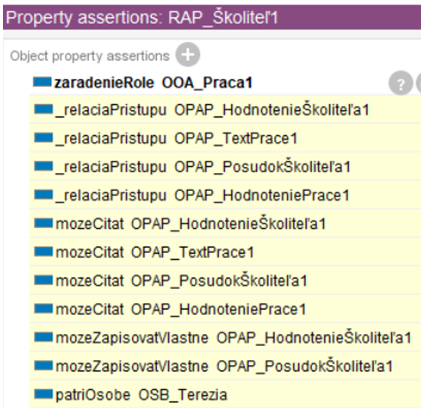 Property assertions: RAP_Školiteľ1
Object property assertions
zaradenieRole OOA_Praca1
_relaciaPristupu OPAP_HodnotenieŠkoliteľa1
_relaciaPristupu OPAP_TextPrace1
_relaciaPristupu OPAP_PosudokŠkoliteľa1
_relaciaPristupu OPAP_HodnoteniePrace1
mozeCitat OPAP_HodnotenieŠkoliteľa1
mozeCitat OPAP_TextPrace1
mozeCitat OPAP_PosudokŠkoliteľa1
mozeCitat OPAP_HodnoteniePrace1
mozeZapisovatVlastne OPAP_HodnotenieŠkoliteľa1
mozeZapisovatVlastne OPAP_PosudokŠkoliteľa1
patriOsobe OSB_Terezia